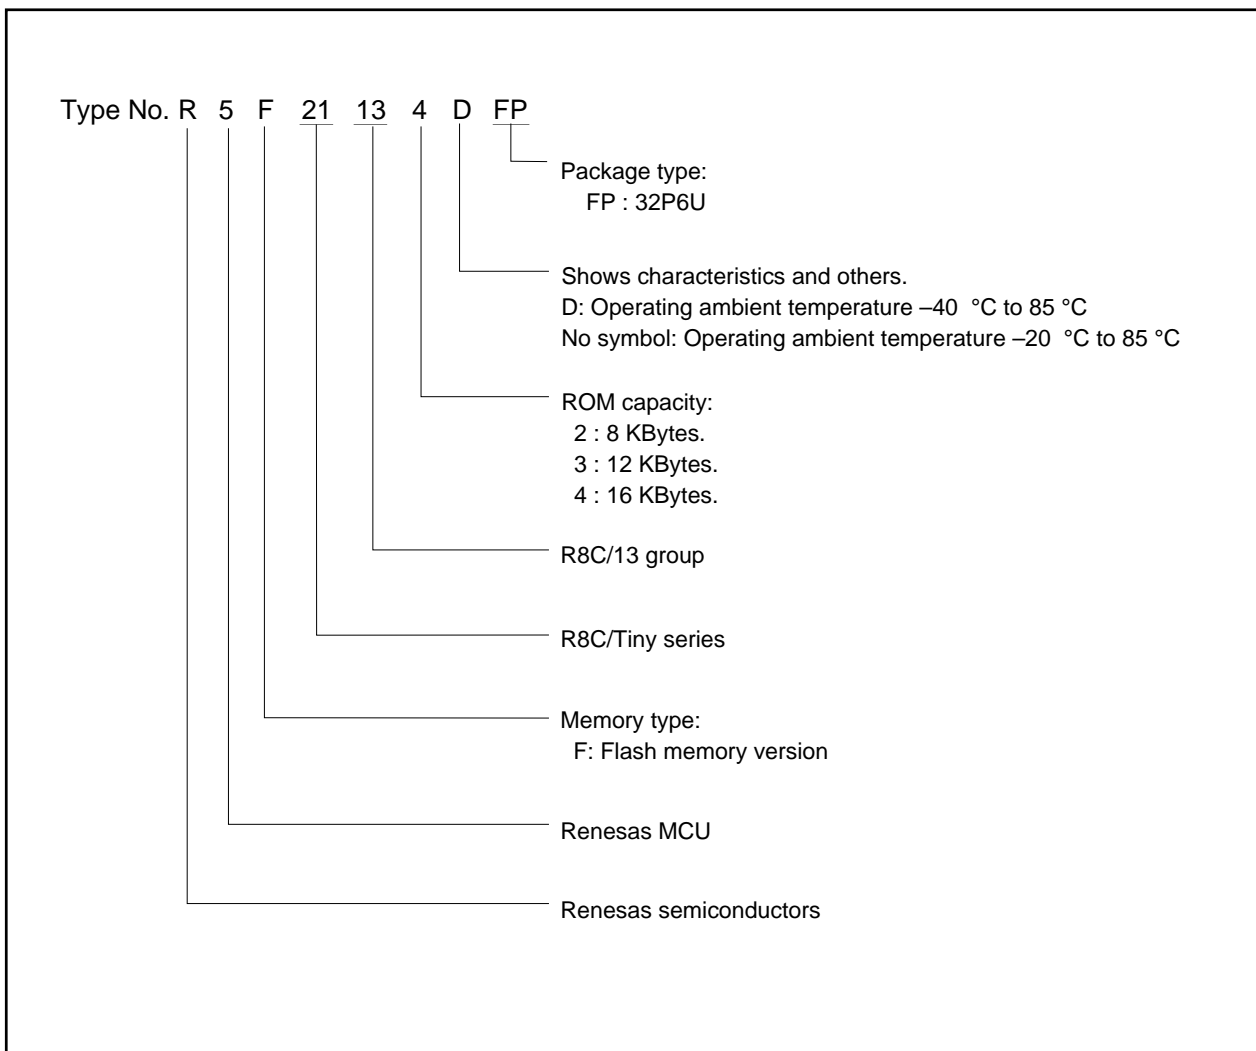 Type No. R 5 F 21 13 4 D FP
Package type:
FP : 32P6U
Shows characteristics and others.
D: Operating ambient temperature –40 °C to 85 °C
No symbol: Operating ambient temperature –20 °C to 85 °C
ROM capacity:
2 : 8 KBytes.
3 : 12 KBytes.
4 : 16 KBytes.
R8C/13 group
R8C/Tiny series
Memory type:
F: Flash memory version
Renesas MCU
Renesas semiconductors